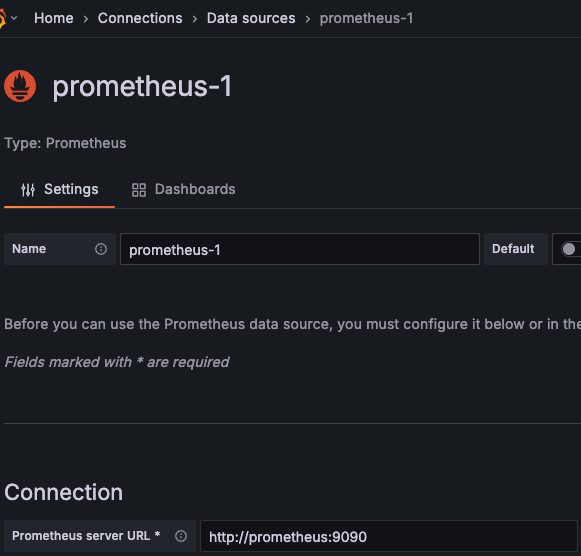 Home › Connections › Data sources › prometheus-1
prometheus-1
Type: Prometheus
Settings Dashboards
Name prometheus-1 Default
Before you can use the Prometheus data source, you must configure it below or in the
Fields marked with * are required
Connection
Prometheus server URL * http://prometheus:9090